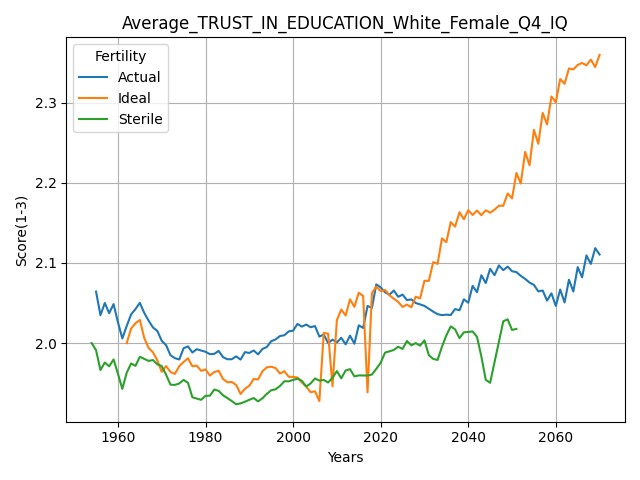 Average_TRUST_IN_EDUCATION_White_Female_Q4_IQ
Fertility
Actual
Ideal
Sterile
Score(1-3)
2.3
2.2
2.1
2.0
1960 1980 2000 2020 2040 2060
Years